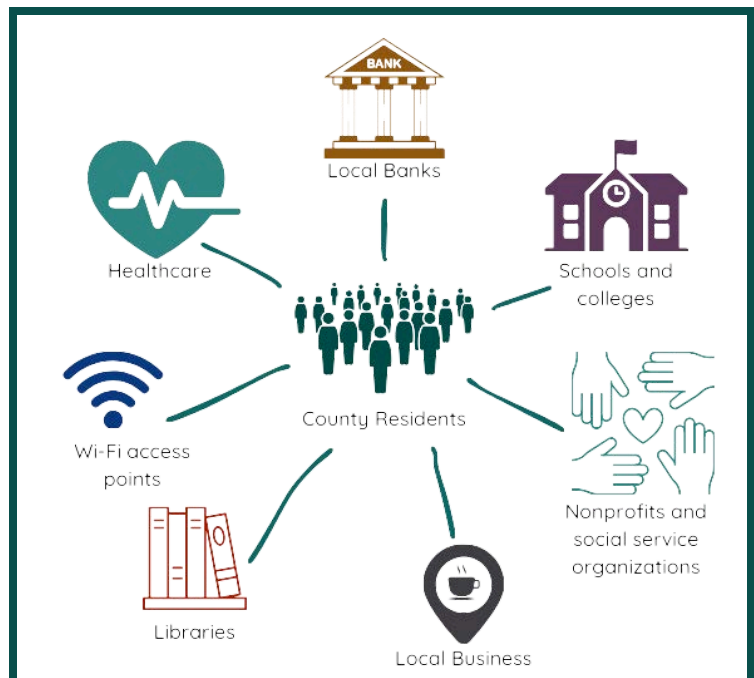 BANK
Local Banks
Healthcare
Schools and
colleges
County Residents
Wi-Fi access
points
Nonprofits and
social service
organizations
Libraries
Local Business